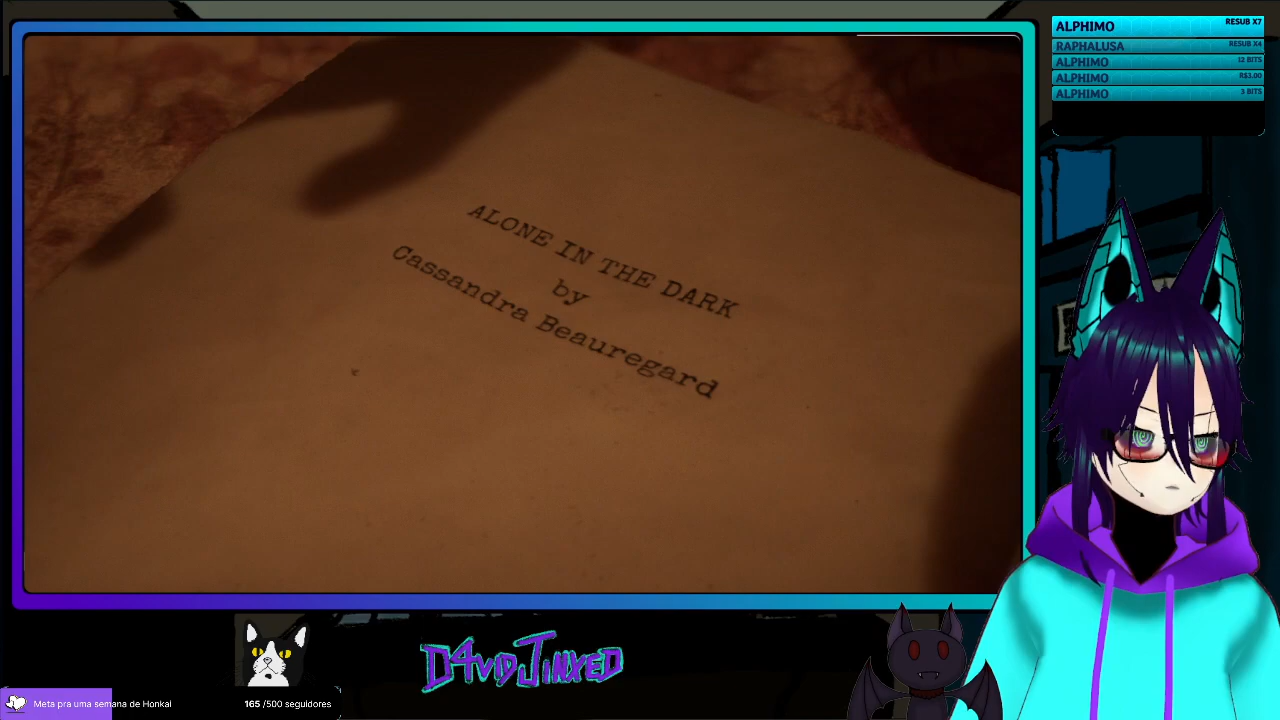 ALONE IN THE DARK
by
Cassandra Beauregard
ALPHIMO RESUB X7
RAPHALUSA RESUB X4
ALPHIMO 12 BITS
ALPHIMO R$3.00
ALPHIMO 3 BITS
D4VIDJINXED
Meta pra uma semana de Honkai 165 /500 seguidores